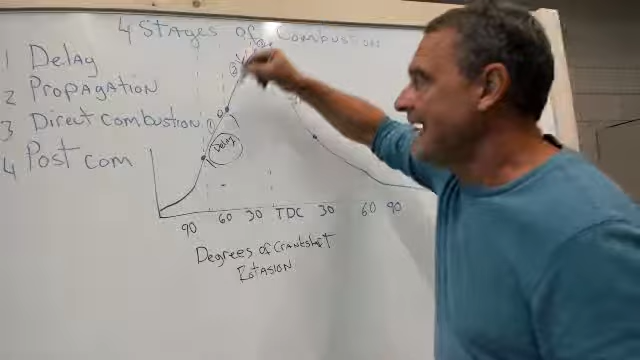 4 Stages of Combustion
1 Delay
2 Propagation
3 Direct combustion
4 Post com
Delay
90 60 30 TDC 30 60 90
Degrees of Crankshaft
Rotasion